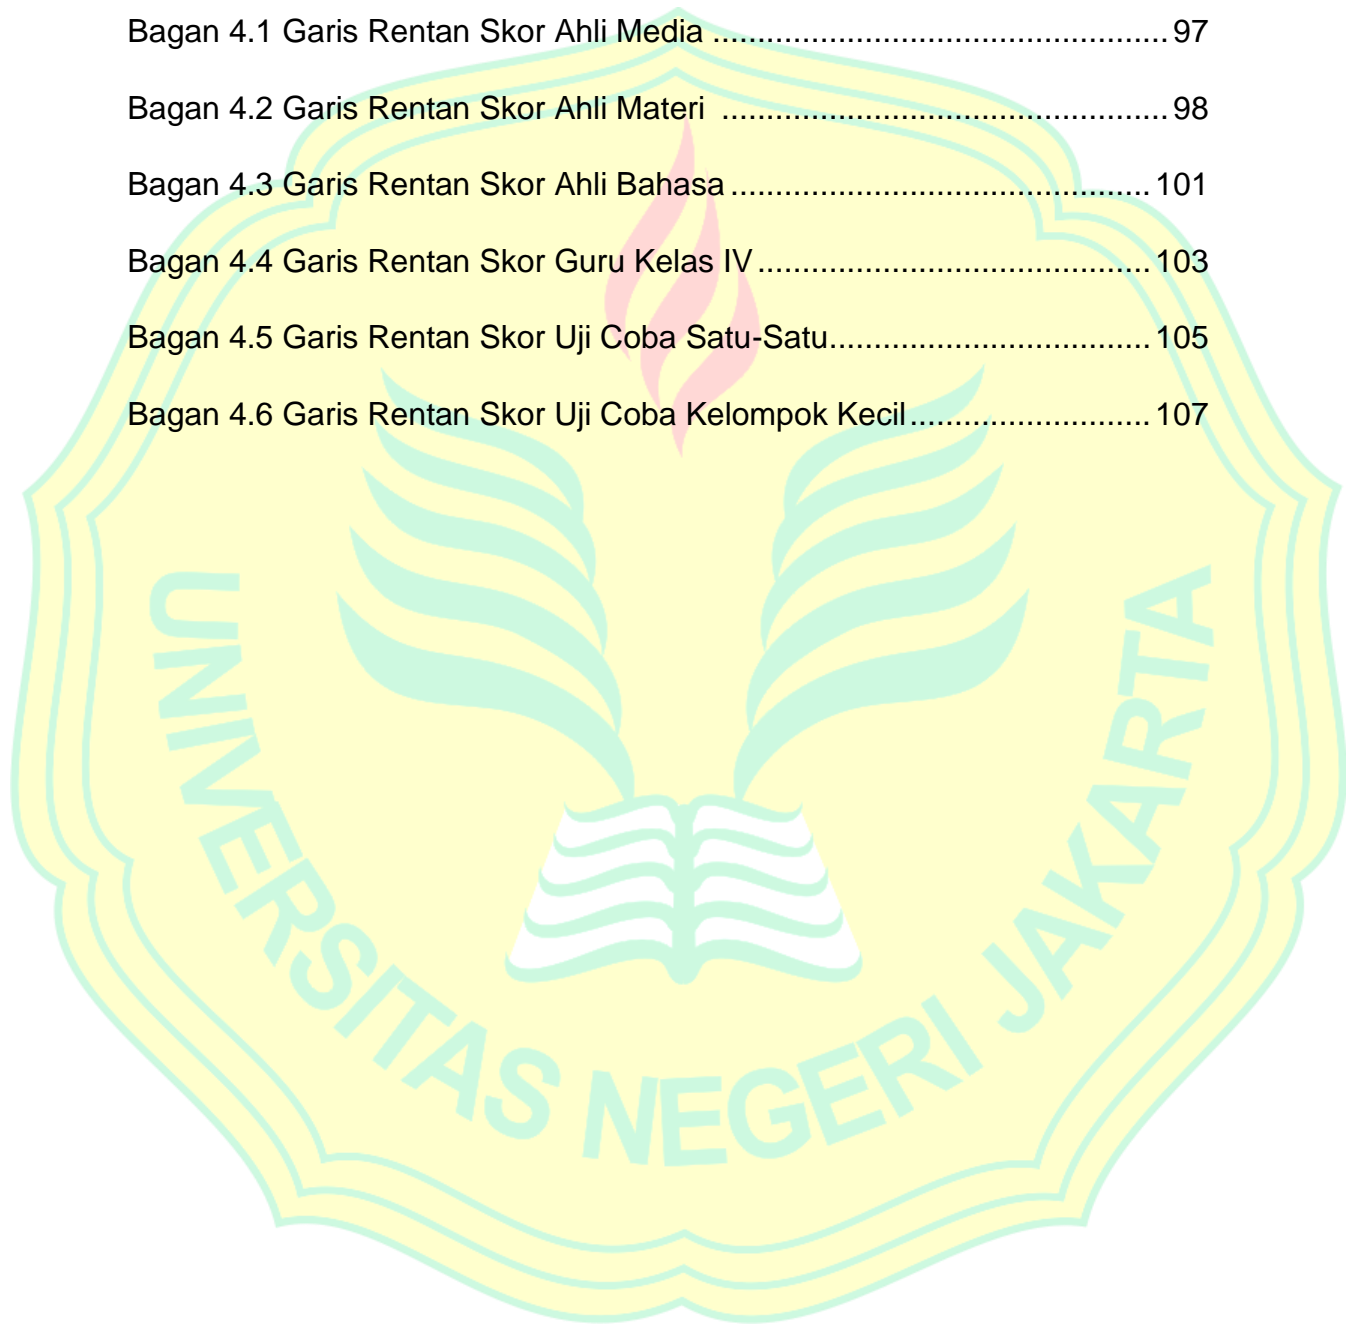 Bagan 4.1 Garis Rentan Skor Ahli Media ................................................... 97
Bagan 4.2 Garis Rentan Skor Ahli Materi .................................................. 98
Bagan 4.3 Garis Rentan Skor Ahli Bahasa ............................................... 101
Bagan 4.4 Garis Rentan Skor Guru Kelas IV ............................................ 103
Bagan 4.5 Garis Rentan Skor Uji Coba Satu-Satu.................................... 105
Bagan 4.6 Garis Rentan Skor Uji Coba Kelompok Kecil........................... 107
UNIVERSITAS NEGERI JAKARTA